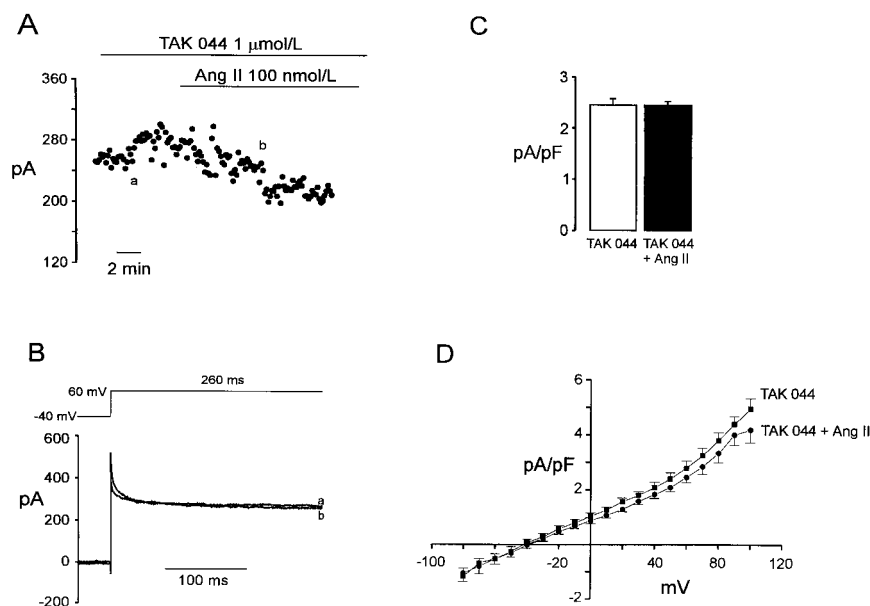 A
TAK 044 1 μmol/L
Ang II 100 nmol/L
360
280
200
120
pA
a
b
2 min
C
3
2
1
0
pA/pF
TAK 044
TAK 044
+ Ang II
B
60 mV
-40 mV
260 ms
600
400
200
0
-200
pA
a
b
100 ms
D
6
4
2
-2
pA/pF
TAK 044
TAK 044 + Ang II
-100
-20
40
80
120
mV